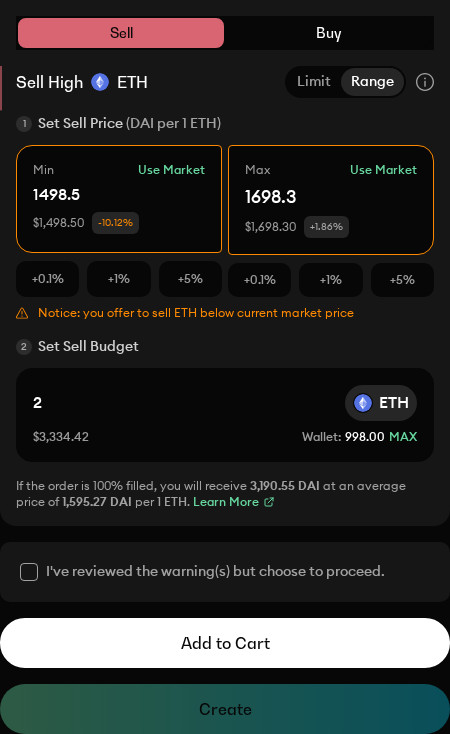 Sell Buy
Sell High ETH Limit Range
1 Set Sell Price (DAI per 1 ETH)
Min Use Market Max Use Market
1498.5 1698.3
$1,498.50 -10.12% $1,698.30 +1.86%
+0.1% +1% +5% +0.1% +1% +5%
Notice: you offer to sell ETH below current market price
2 Set Sell Budget
2 ETH
$3,334.42 Wallet: 998.00 MAX
If the order is 100% filled, you will receive 3,190.55 DAI at an average
price of 1,595.27 DAI per 1 ETH. Learn More
I've reviewed the warning(s) but choose to proceed.
Add to Cart
Create